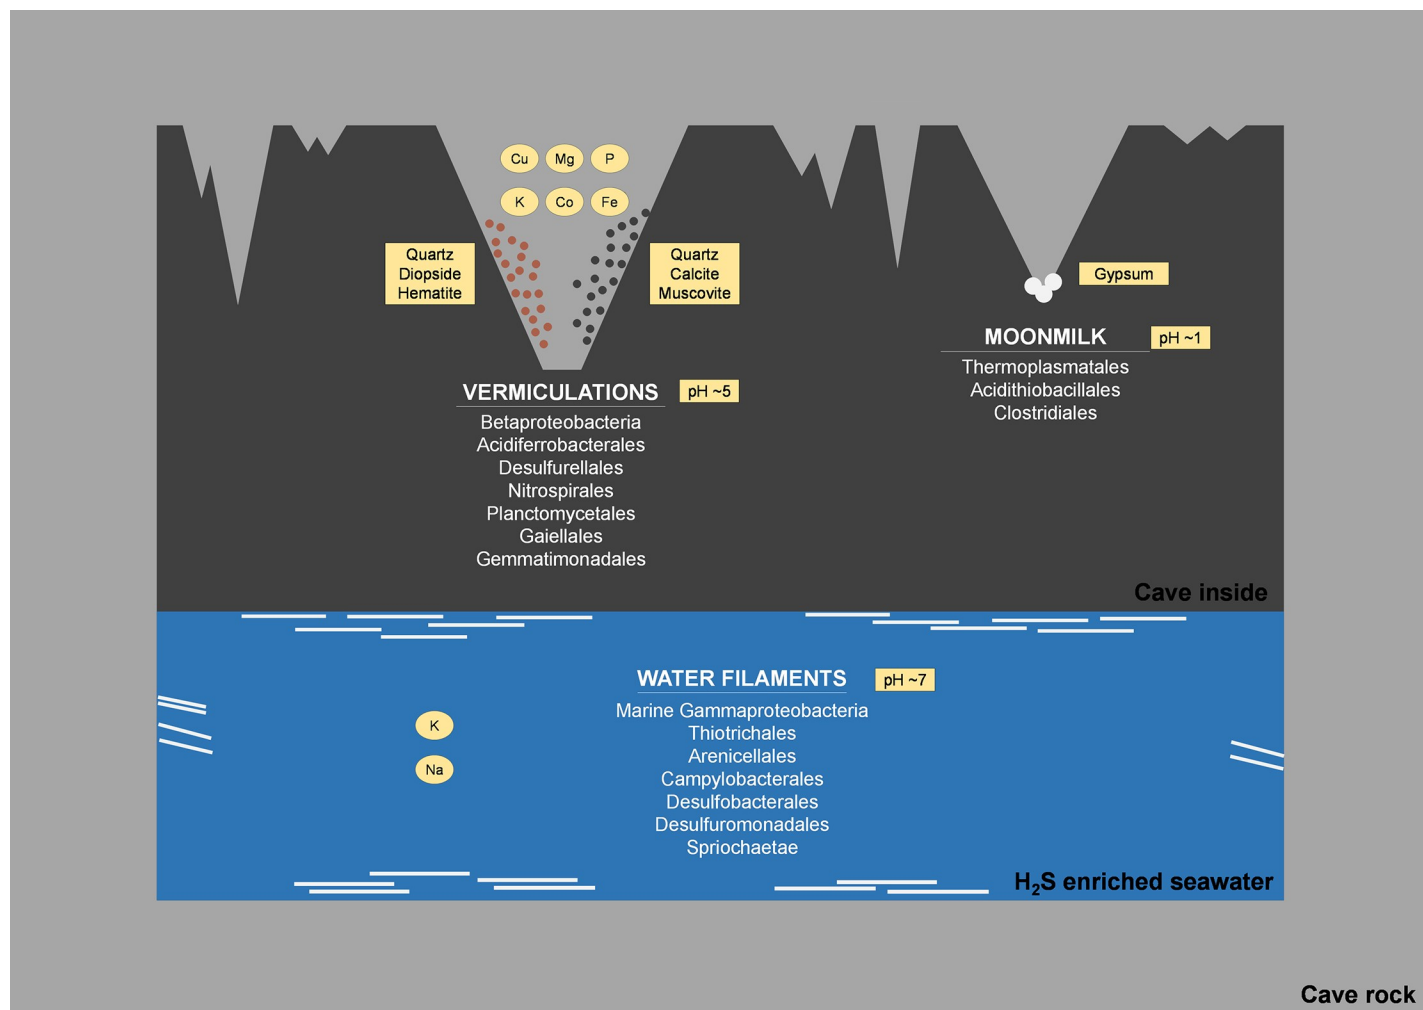 Cu Mg P
K Co Fe
Quartz
Diopside
Hematite
Quartz
Calcite
Muscovite
Gypsum
VERMICULATIONS pH ~5
Betaproteobacteria
Acidiferrobacterales
Desulfurellales
Nitrospirales
Planctomycetales
Gaiellales
Gemmatimonadales
MOONMILK pH ~1
Thermoplasmatales
Acidithiobacillales
Clostridiales
Cave inside
WATER FILAMENTS pH ~7
Marine Gammaproteobacteria
Thiotrichales
Arenicellales
Campylobacterales
Desulfobacterales
Desulfuromonadales
Spriochaetae
K
Na
H₂S enriched seawater
Cave rock